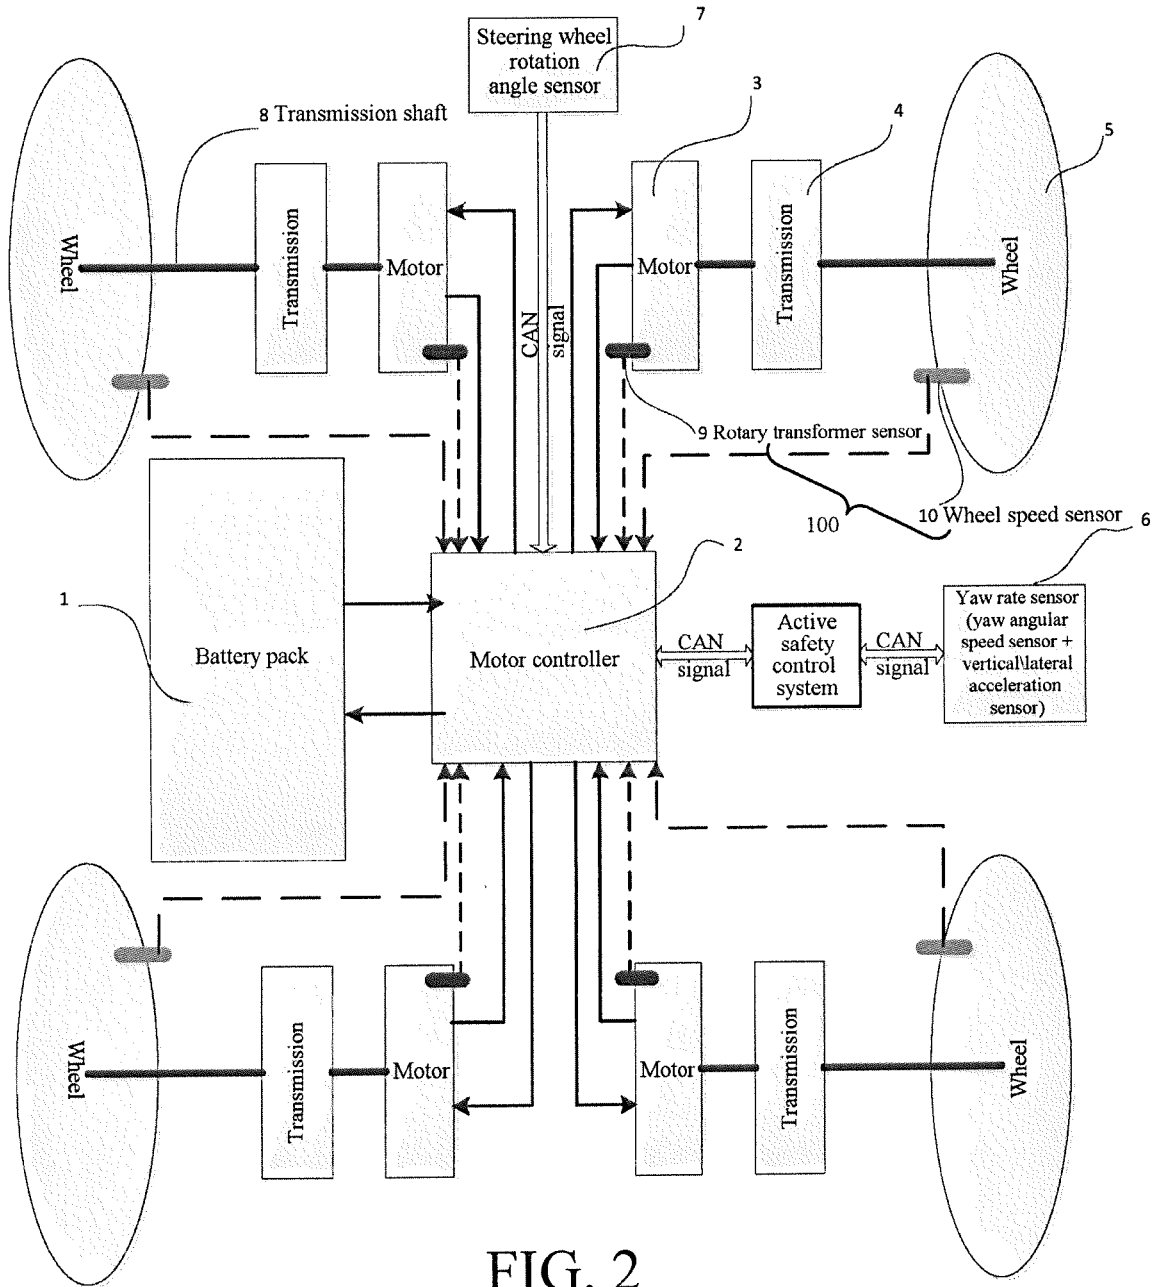 7
Steering wheel
rotation
angle sensor
3
4
5
8 Transmission shaft
Wheel
Transmission
Motor
CAN
signal
Motor
Transmission
Wheel
9 Rotary transformer sensor
100
10 Wheel speed sensor
6
1
Battery pack
2
Motor controller
CAN
signal
Active
safety
control
system
CAN
signal
Yaw rate sensor
(yaw angular
speed sensor +
vertical\lateral
acceleration
sensor)
Wheel
Transmission
Motor
Motor
Transmission
Wheel
FIG. 2